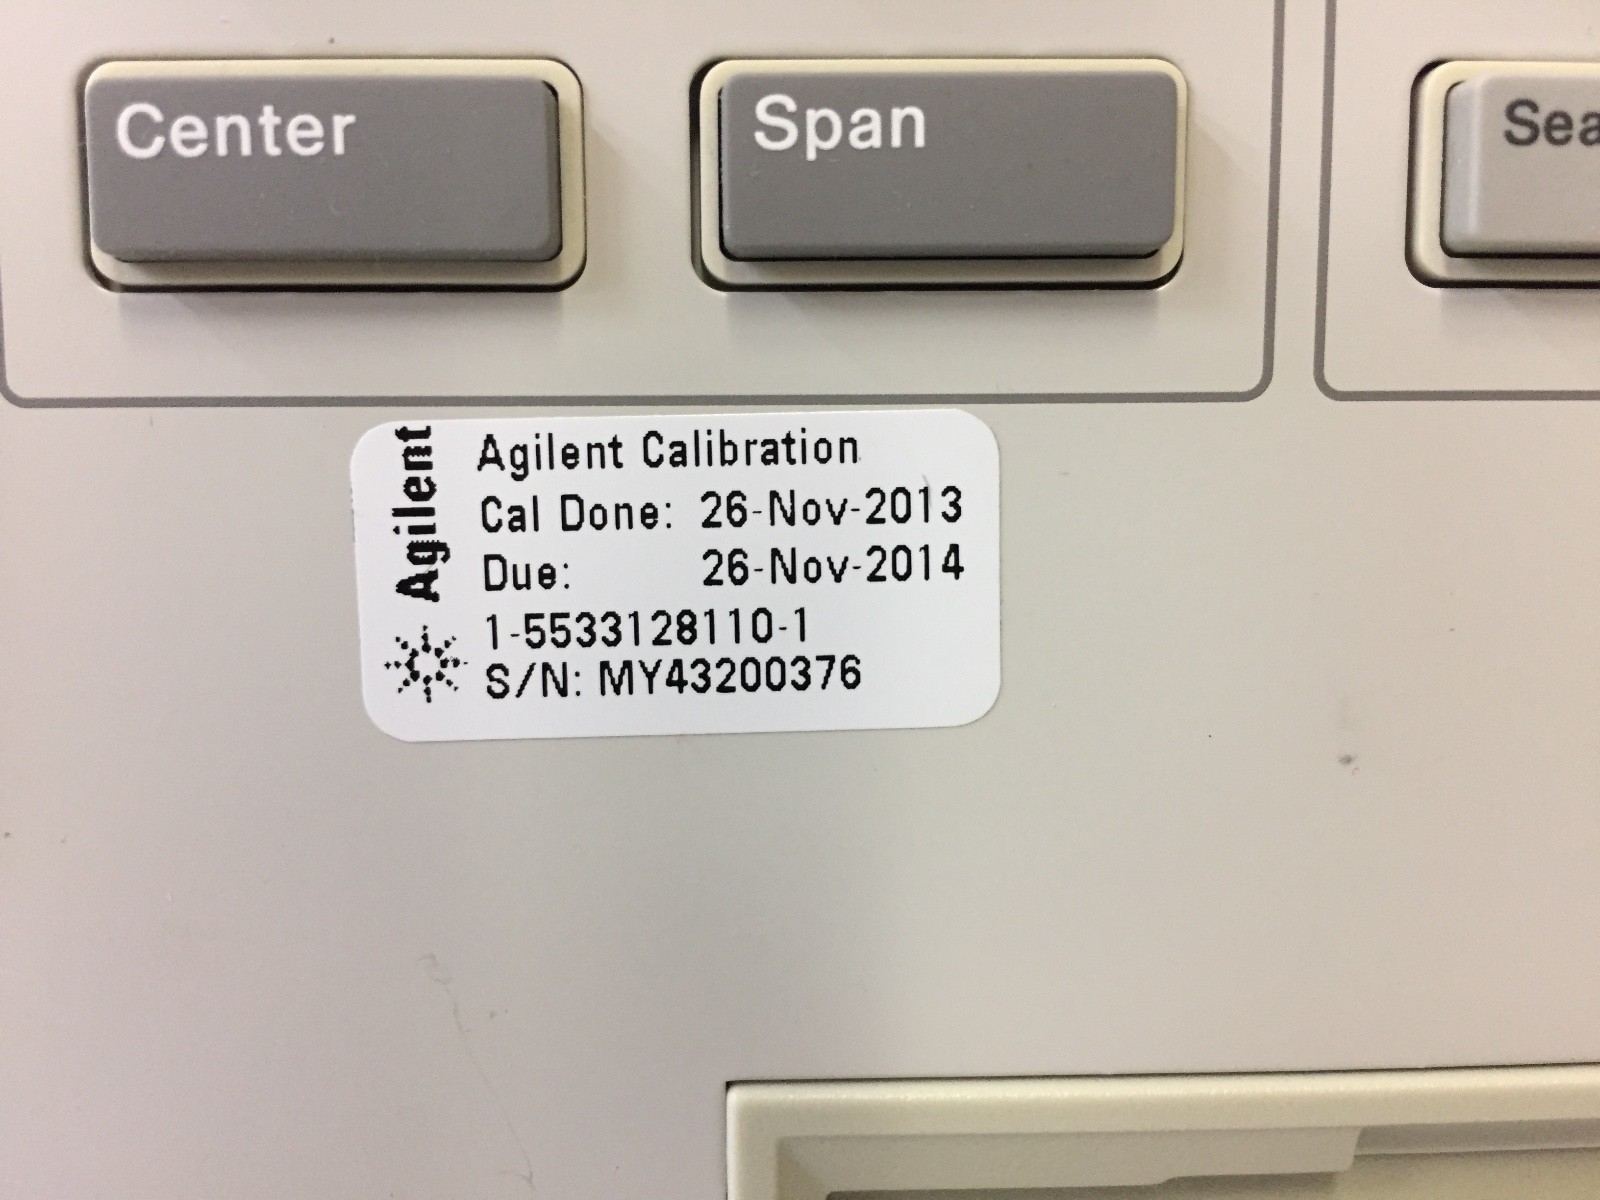 Center
Span
Sea
Agilent
Agilent Calibration
Cal Done: 26-Nov-2013
Due: 26-Nov-2014
1-5533128110-1
S/N: MY43200376